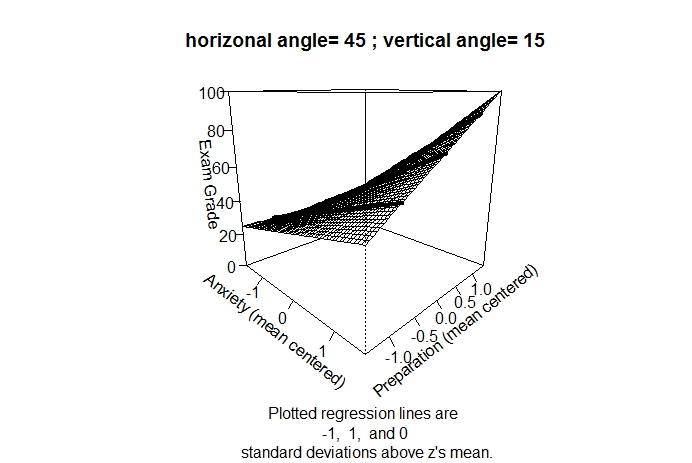 horizonal angle= 45 ; vertical angle= 15
100
80
60
40
20
0
Exam Grade
-1
0
1
Anxiety (mean centered)
-1.0
-0.5
0.0
0.5
1.0
Preparation (mean centered)
Plotted regression lines are
-1, 1, and 0
standard deviations above z's mean.